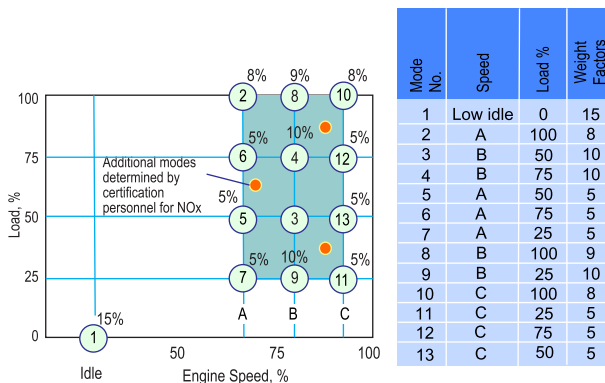 8% 9% 8%
100 2 8 10
5% 10% 5%
75 6 4 12
Additional modes
determined by
certification
personnel for NOx
5% 5%
50 5 3 13
5% 10% 5%
25 7 9 11
A B C
15%
0 1
50 75 100
Idle Engine Speed, %
Load, %
Mode No. Speed Load % Weight Factors
1 Low idle 0 15
2 A 100 8
3 B 50 10
4 B 75 10
5 A 50 5
6 A 75 5
7 A 25 5
8 B 100 9
9 B 25 10
10 C 100 8
11 C 25 5
12 C 75 5
13 C 50 5